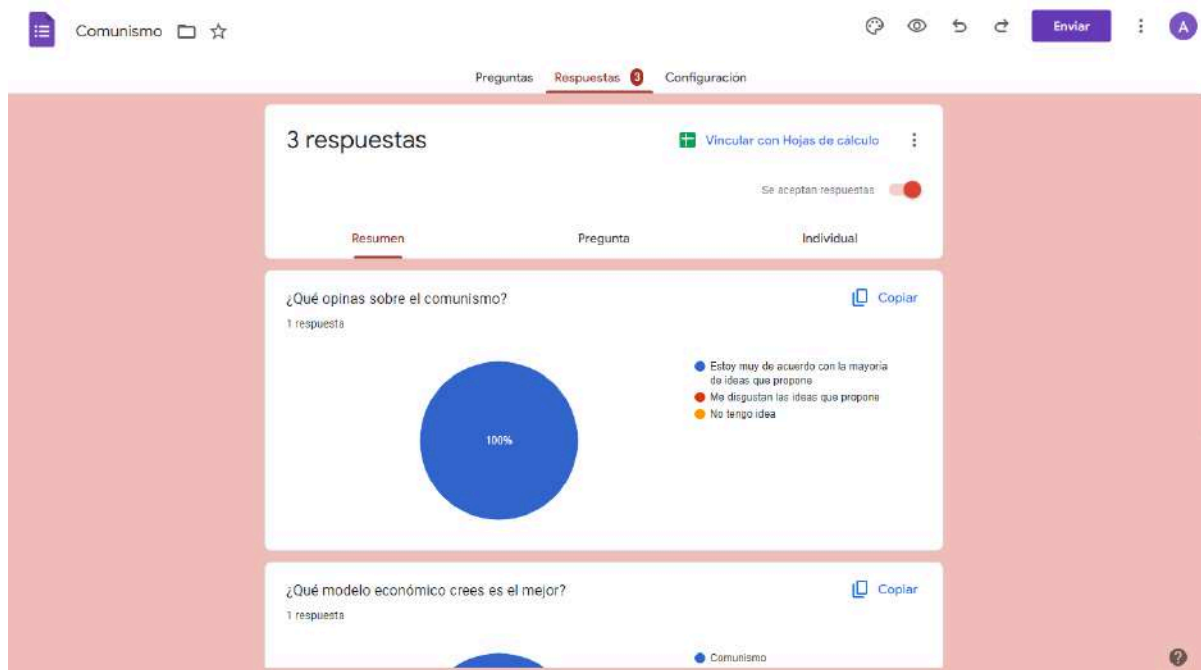 Comunismo
Enviar
A
Preguntas Respuestas 3 Configuración
3 respuestas
Vincular con Hojas de cálculo
Se aceptan respuestas
Resumen Pregunta Individual
¿Qué opinas sobre el comunismo?
Copiar
1 respuesta
100%
Estoy muy de acuerdo con la mayoría
de ideas que propone
Me disgustan las ideas que propone
No tengo idea
¿Qué modelo económico crees es el mejor?
Copiar
1 respuesta
Comunismo